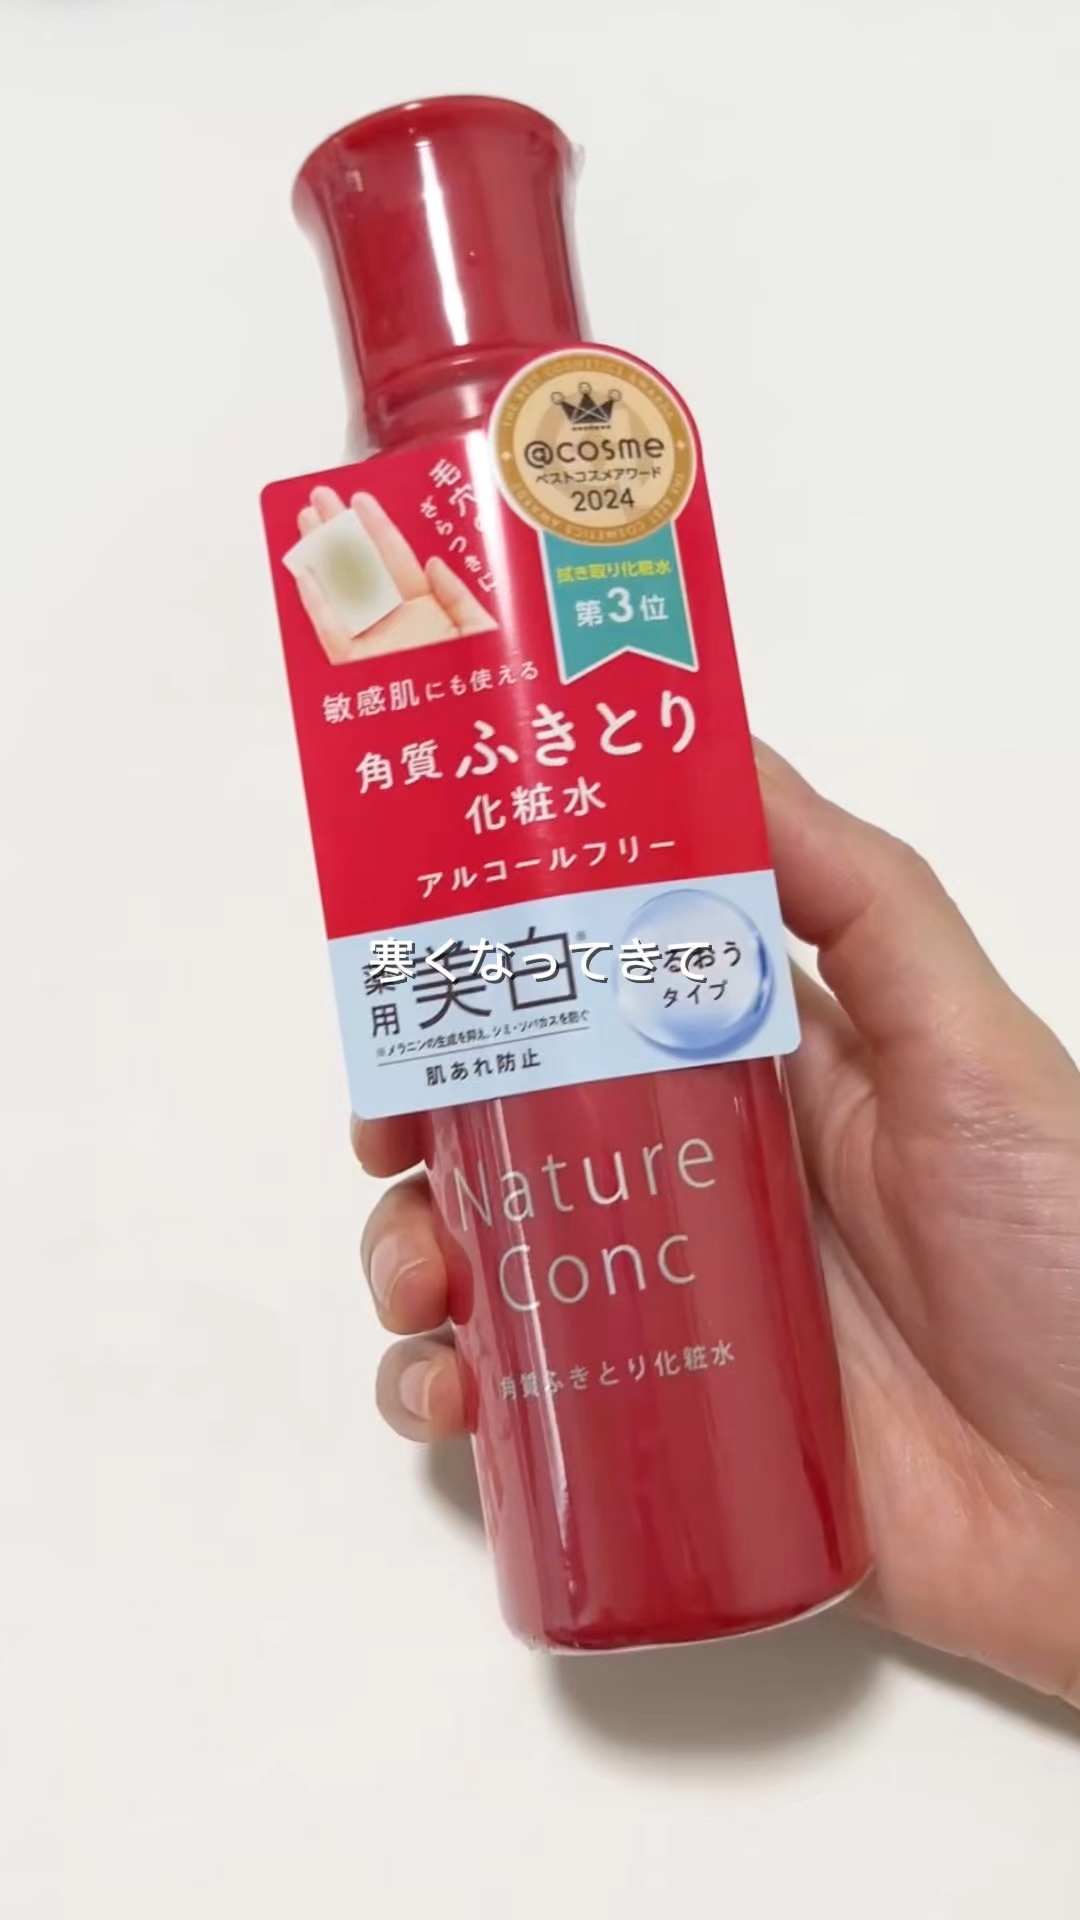 THE BEST COSMETICS AWARDS
@cosme
ベストコスメアワード
2024
拭き取り化粧水
第3位
毛穴の
ざらつきに
敏感肌にも使える
角質ふきとり
化粧水
アルコールフリー
薬用
美白※
※メラニンの生成を抑え、シミ・ソバカスを防ぐ
肌あれ防止
うるおう
タイプ
寒くなってきて
Nature
Conc
角質ふきとり化粧水